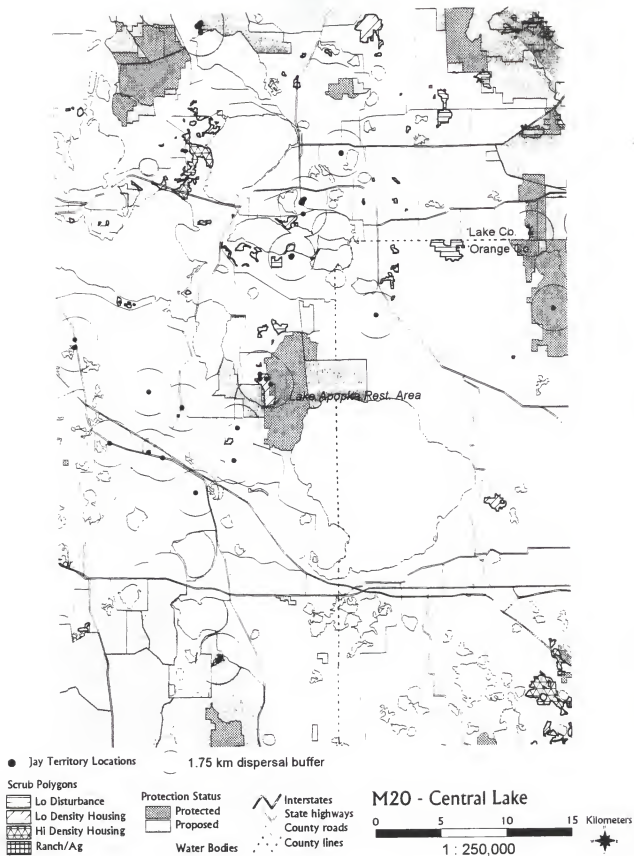 Lake Co.
Orange Co.
Lake Apopka Rest. Area
Jay Territory Locations
1.75 km dispersal buffer
Scrub Polygons
Lo Disturbance
Lo Density Housing
Hi Density Housing
Ranch/Ag
Protection Status
Protected
Proposed
Water Bodies
Interstates
State highways
County roads
County lines
M20 - Central Lake
0 5 10 15 Kilometers
1 : 250,000